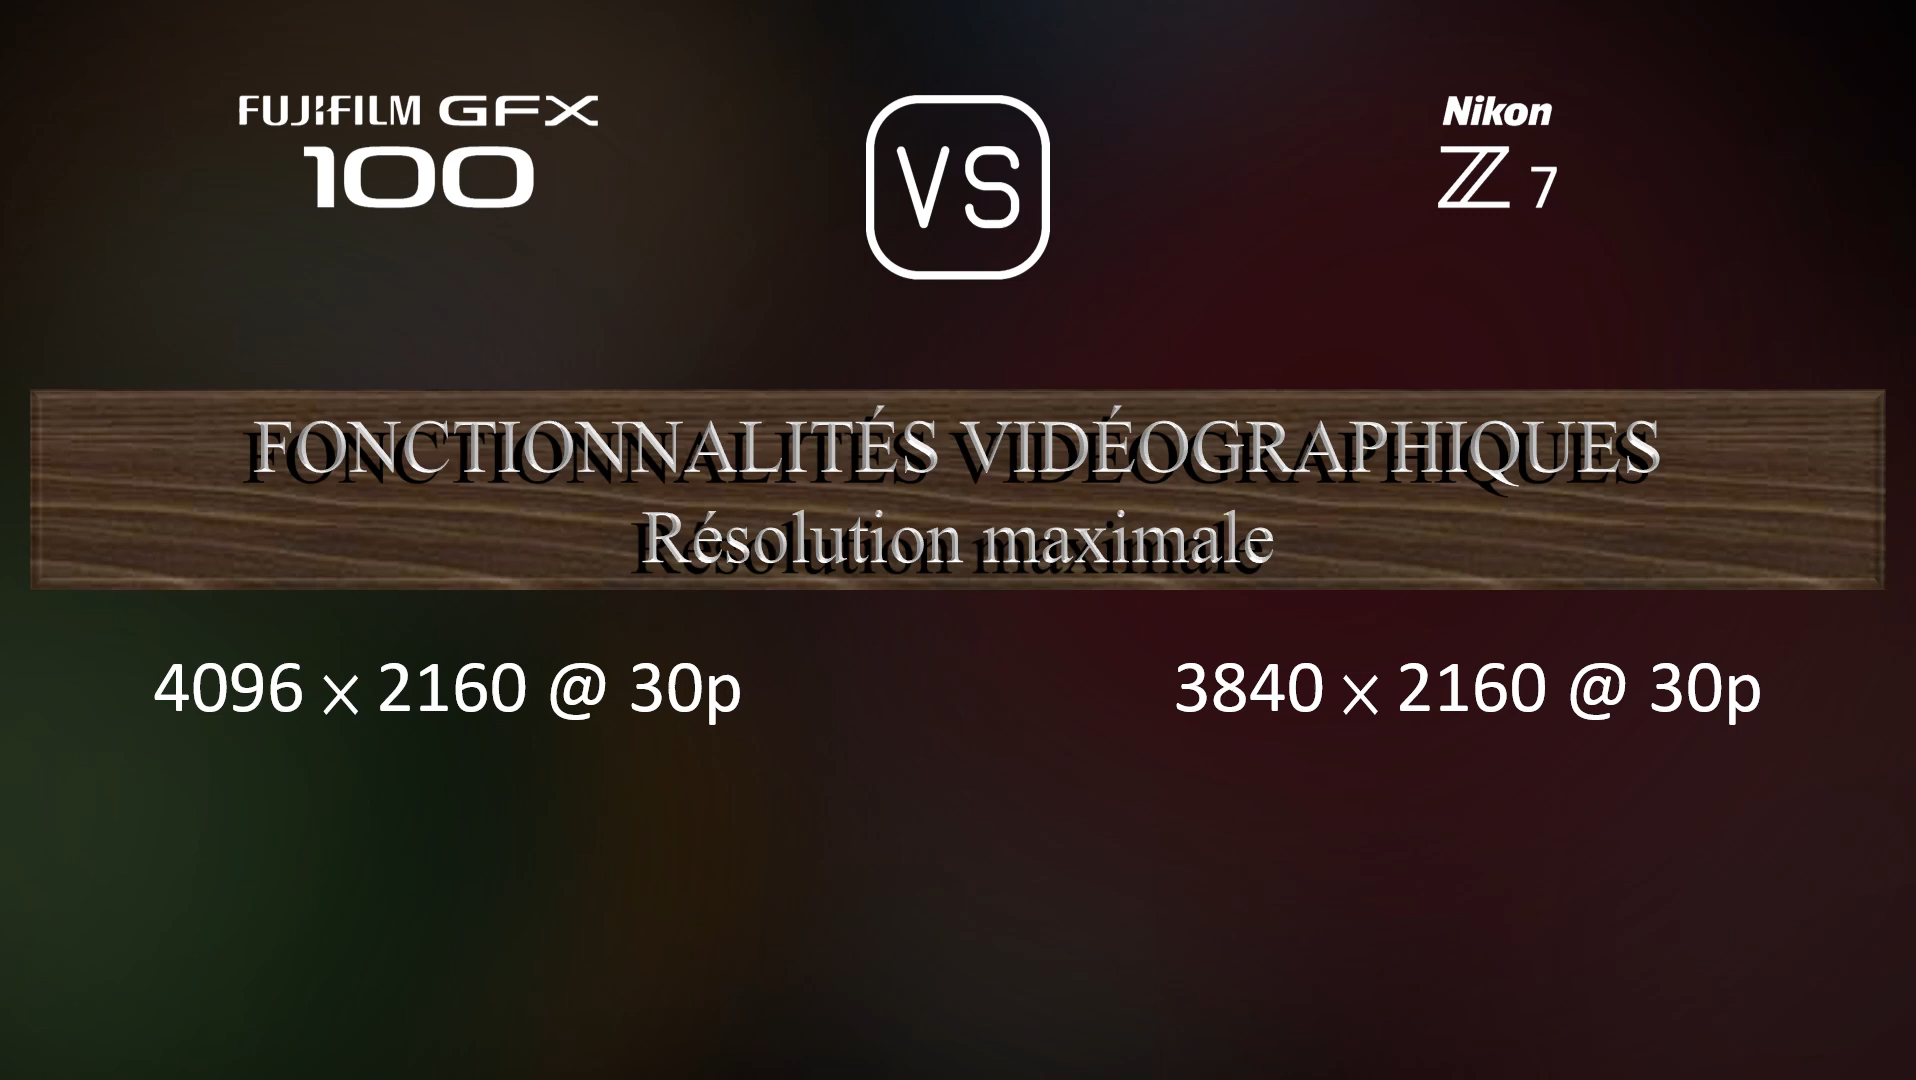 FUJIFILM GFX
100
VS
Nikon
Z 7
FONCTIONNALITÉS VIDÉOGRAPHIQUES
Résolution maximale
4096 x 2160 @ 30p
3840 x 2160 @ 30p